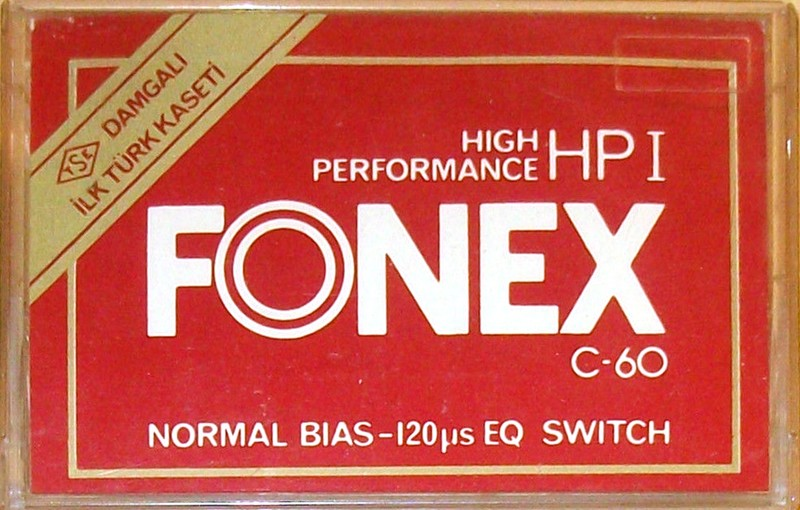 TSE DAMGALI
İLK TÜRK KASETİ
HIGH
PERFORMANCE HP I
FONEX
C-60
NORMAL BIAS-120µs EQ SWITCH